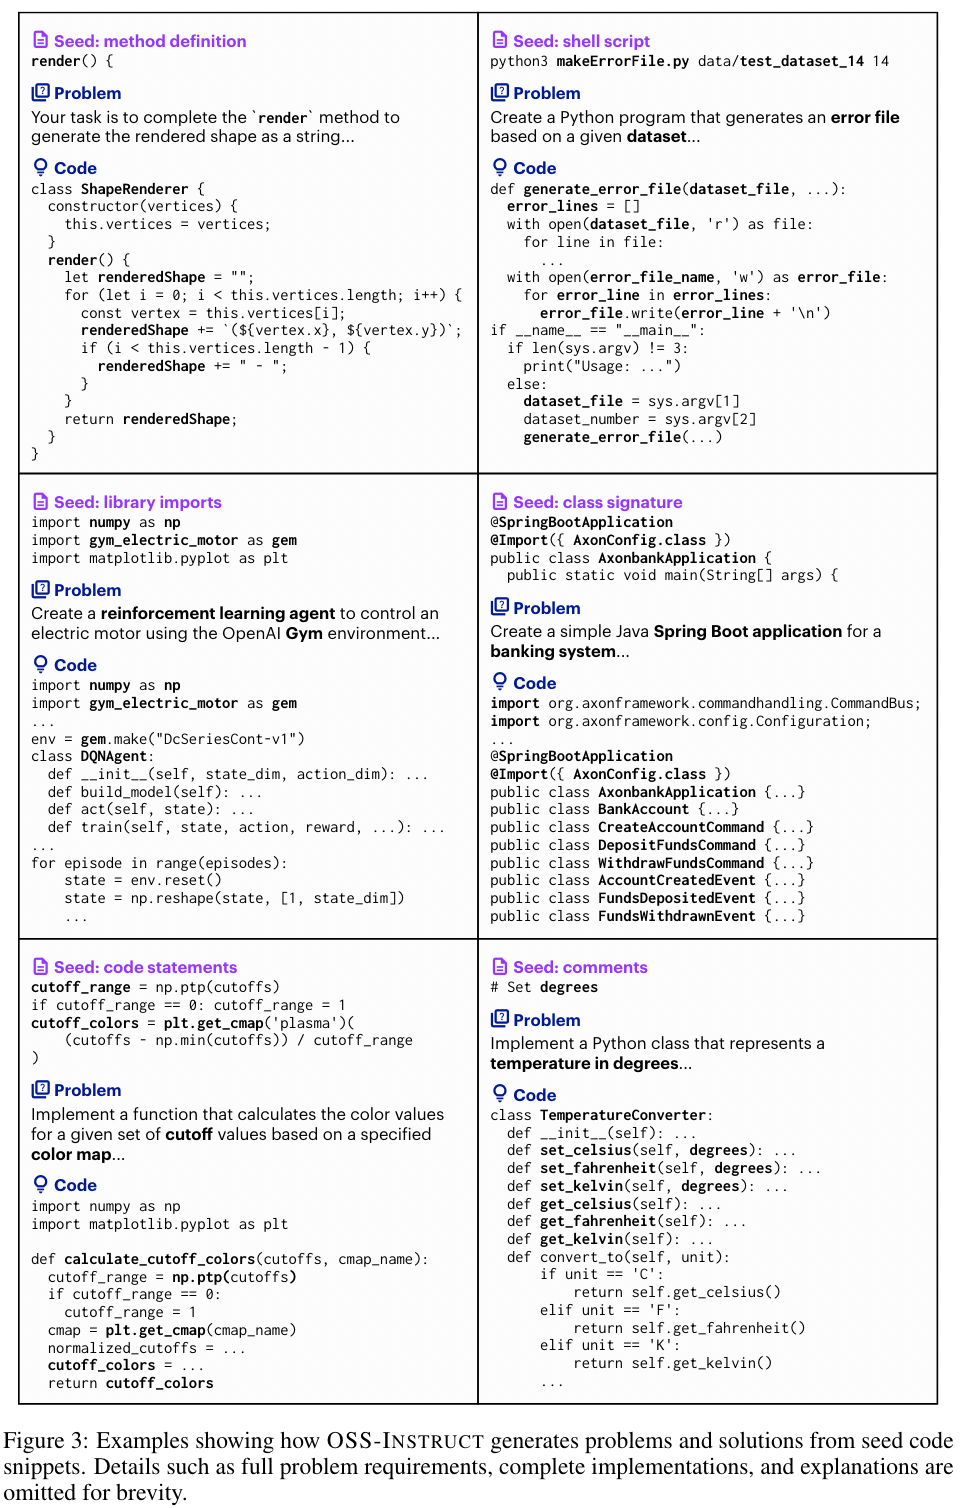 Seed: method definition
render() {
Problem
Your task is to complete the `render` method to
generate the rendered shape as a string...
Code
class ShapeRenderer {
  constructor(vertices) {
    this.vertices = vertices;
  }
  render() {
    let renderedShape = "";
    for (let i = 0; i < this.vertices.length; i++) {
      const vertex = this.vertices[i];
      renderedShape += `(${vertex.x}, ${vertex.y})`;
      if (i < this.vertices.length - 1) {
        renderedShape += " - ";
      }
    }
    return renderedShape;
  }
}
Seed: shell script
python3 makeErrorFile.py data/test_dataset_14 14
Problem
Create a Python program that generates an error file
based on a given dataset...
Code
def generate_error_file(dataset_file, ...):
  error_lines = []
  with open(dataset_file, 'r') as file:
    for line in file:
      ...
  with open(error_file_name, 'w') as error_file:
    for error_line in error_lines:
      error_file.write(error_line + '\n')
if __name__ == "__main__":
  if len(sys.argv) != 3:
    print("Usage: ...")
  else:
    dataset_file = sys.argv[1]
    dataset_number = sys.argv[2]
    generate_error_file(...)
Seed: library imports
import numpy as np
import gym_electric_motor as gem
import matplotlib.pyplot as plt
Problem
Create a reinforcement learning agent to control an
electric motor using the OpenAI Gym environment...
Code
import numpy as np
import gym_electric_motor as gem
...
env = gem.make("DcSeriesCont-v1")
class DQNAgent:
  def __init__(self, state_dim, action_dim): ...
  def build_model(self): ...
  def act(self, state): ...
  def train(self, state, action, reward, ...): ...
...
for episode in range(episodes):
    state = env.reset()
    state = np.reshape(state, [1, state_dim])
    ...
Seed: class signature
@SpringBootApplication
@Import({ AxonConfig.class })
public class AxonbankApplication {
  public static void main(String[] args) {
Problem
Create a simple Java Spring Boot application for a
banking system...
Code
import org.axonframework.commandhandling.CommandBus;
import org.axonframework.config.Configuration;
...
@SpringBootApplication
@Import({ AxonConfig.class })
public class AxonbankApplication {...}
public class BankAccount {...}
public class CreateAccountCommand {...}
public class DepositFundsCommand {...}
public class WithdrawFundsCommand {...}
public class AccountCreatedEvent {...}
public class FundsDepositedEvent {...}
public class FundsWithdrawnEvent {...}
Seed: code statements
cutoff_range = np.ptp(cutoffs)
if cutoff_range == 0: cutoff_range = 1
cutoff_colors = plt.get_cmap('plasma')(
    (cutoffs - np.min(cutoffs)) / cutoff_range
)
Problem
Implement a function that calculates the color values
for a given set of cutoff values based on a specified
color map...
Code
import numpy as np
import matplotlib.pyplot as plt

def calculate_cutoff_colors(cutoffs, cmap_name):
  cutoff_range = np.ptp(cutoffs)
  if cutoff_range == 0:
    cutoff_range = 1
  cmap = plt.get_cmap(cmap_name)
  normalized_cutoffs = ...
  cutoff_colors = ...
  return cutoff_colors
Seed: comments
# Set degrees
Problem
Implement a Python class that represents a
temperature in degrees...
Code
class TemperatureConverter:
  def __init__(self): ...
  def set_celsius(self, degrees): ...
  def set_fahrenheit(self, degrees): ...
  def set_kelvin(self, degrees): ...
  def get_celsius(self): ...
  def get_fahrenheit(self): ...
  def get_kelvin(self): ...
  def convert_to(self, unit):
      if unit == 'C':
          return self.get_celsius()
      elif unit == 'F':
          return self.get_fahrenheit()
      elif unit == 'K':
          return self.get_kelvin()
      ...
Figure 3: Examples showing how OSS-INSTRUCT generates problems and solutions from seed code
snippets. Details such as full problem requirements, complete implementations, and explanations are
omitted for brevity.